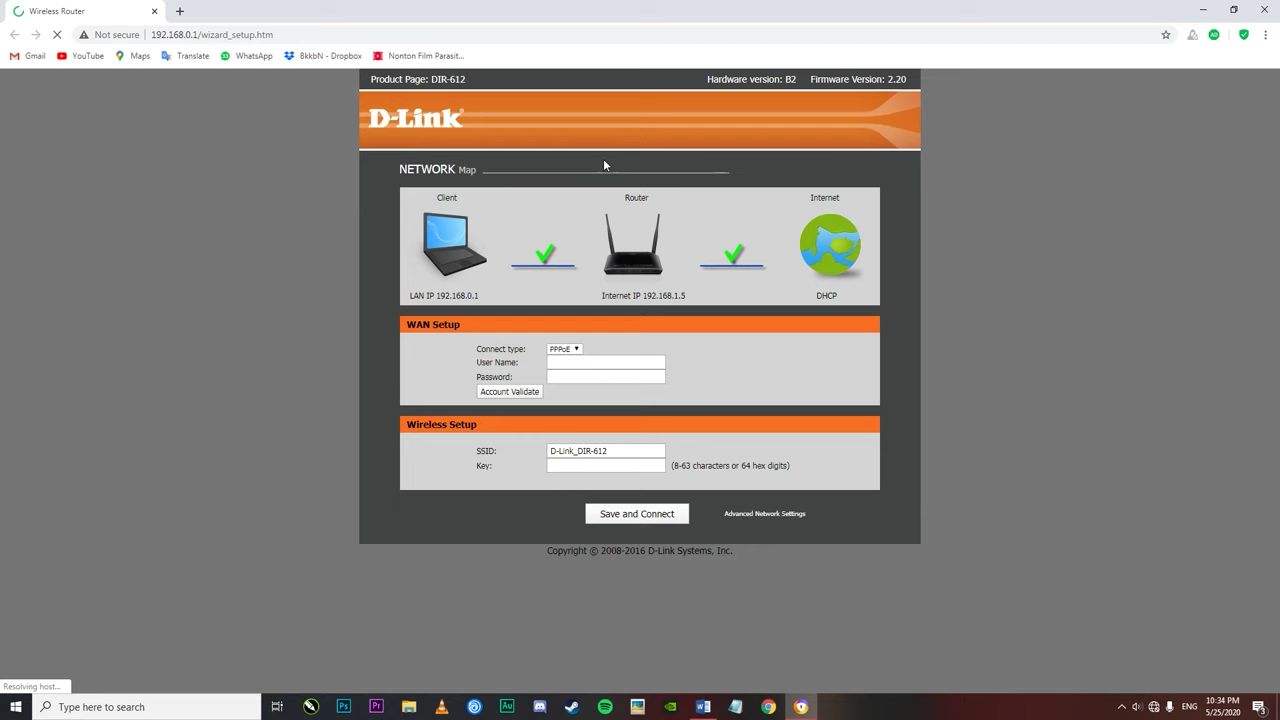 Wireless Router
Not secure 192.168.0.1/wizard_setup.htm
Gmail YouTube Maps Translate WhatsApp BkkbN - Dropbox Nonton Film Parasit...
Product Page: DIR-612 Hardware version: B2 Firmware Version: 2.20
D-Link
NETWORK Map
Client Router Internet
LAN IP 192.168.0.1 Internet IP 192.168.1.5 DHCP
WAN Setup
Connect type: PPPoE
User Name:
Password:
Account Validate
Wireless Setup
SSID: D-Link_DIR-612
Key: (8-63 characters or 64 hex digits)
Save and Connect Advanced Network Settings
Copyright © 2008-2016 D-Link Systems, Inc.
Resolving host...
Type here to search
Ps Pr Au
10:34 PM
5/25/2020